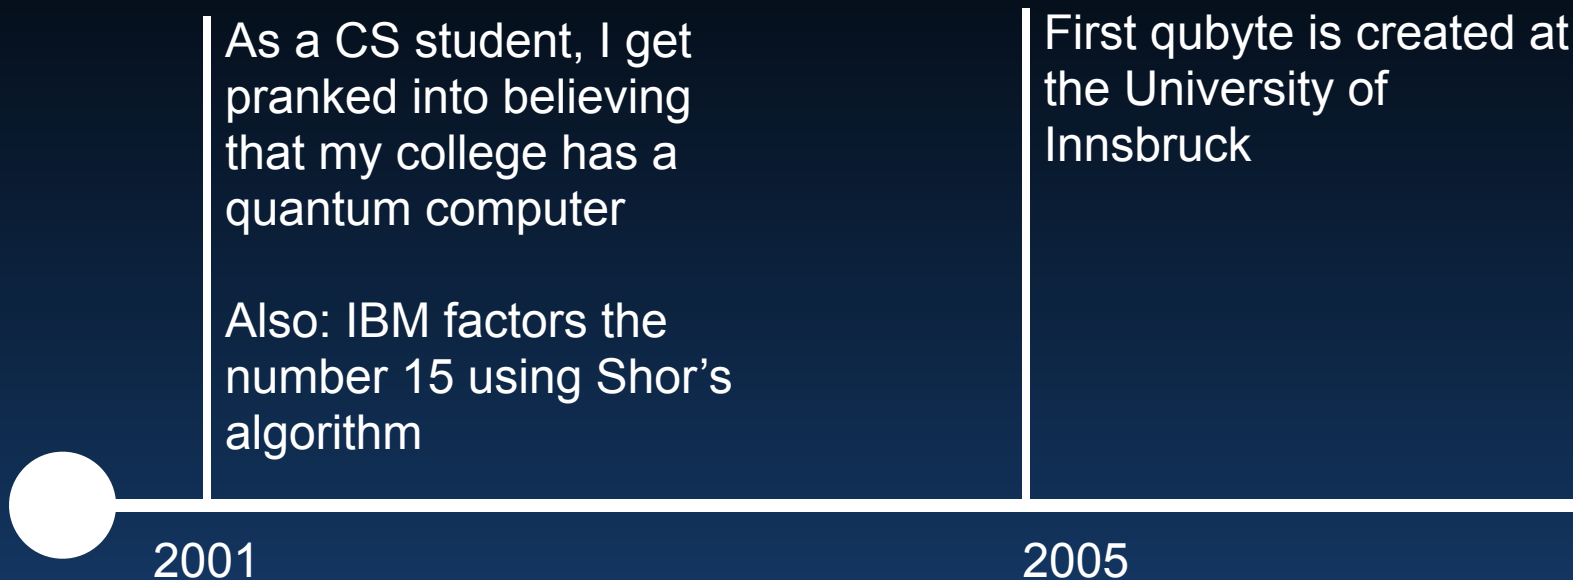 As a CS student, I get
pranked into believing
that my college has a
quantum computer
Also: IBM factors the
number 15 using Shor’s
algorithm
2001
First qubyte is created at
the University of
Innsbruck
2005